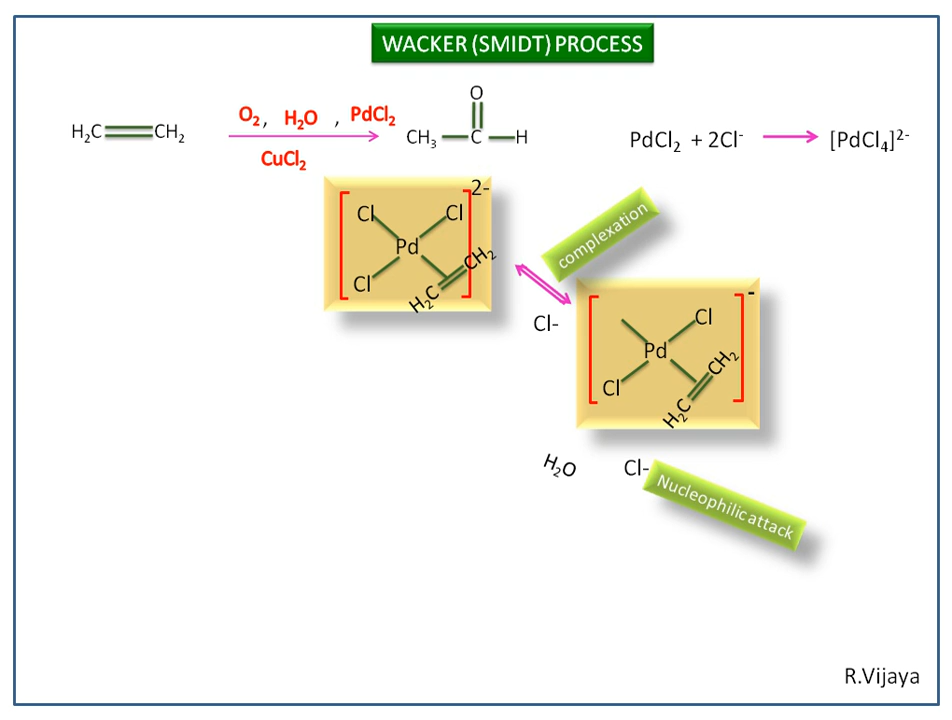 WACKER (SMIDT) PROCESS
H₂C CH₂
O₂ , H₂O , PdCl₂
CuCl₂
O
CH₃ C H
PdCl₂ + 2Cl⁻ [PdCl₄]²⁻
2-
Cl Cl
Pd
CH₂
Cl
H₂C
complexation
Cl-
-
Cl
Pd
CH₂
Cl
H₂C
H₂O Cl-
Nucleophilic attack
R.Vijaya